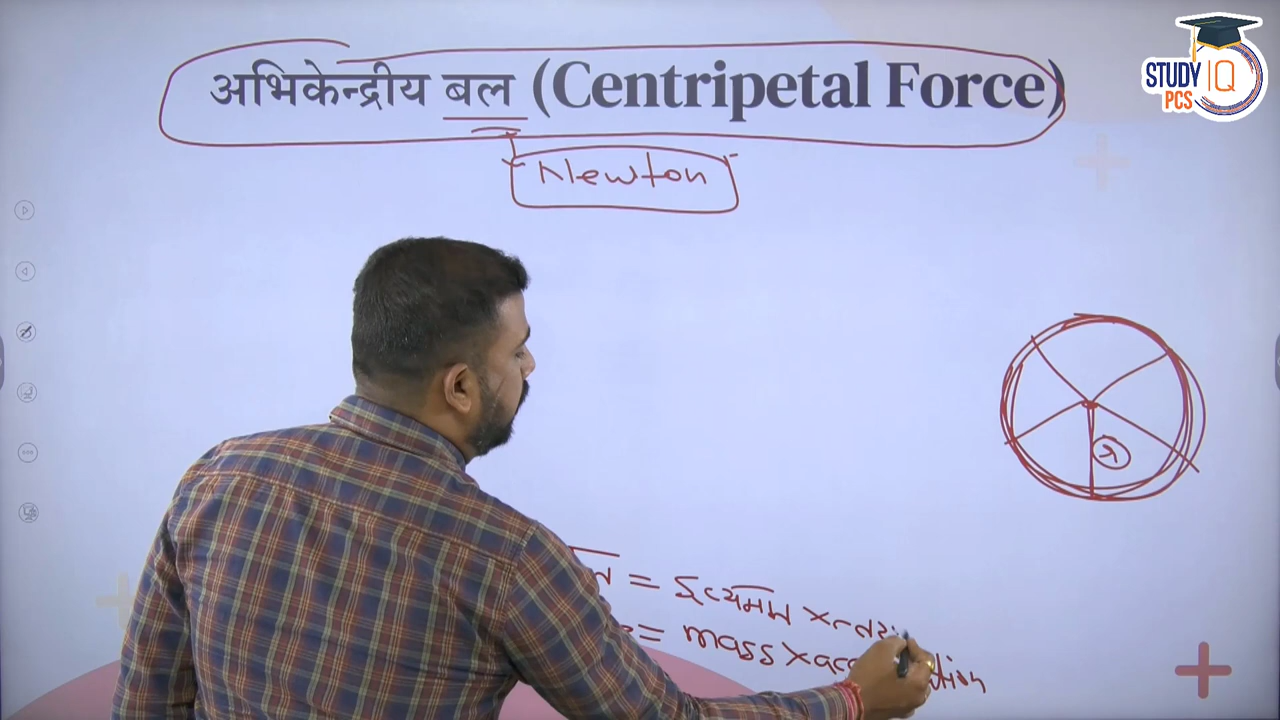 अभिकेन्द्रीय बल (Centripetal Force)
STUDY IQ
PCS
Newton
= द्रव्यमान ×
= mass ×